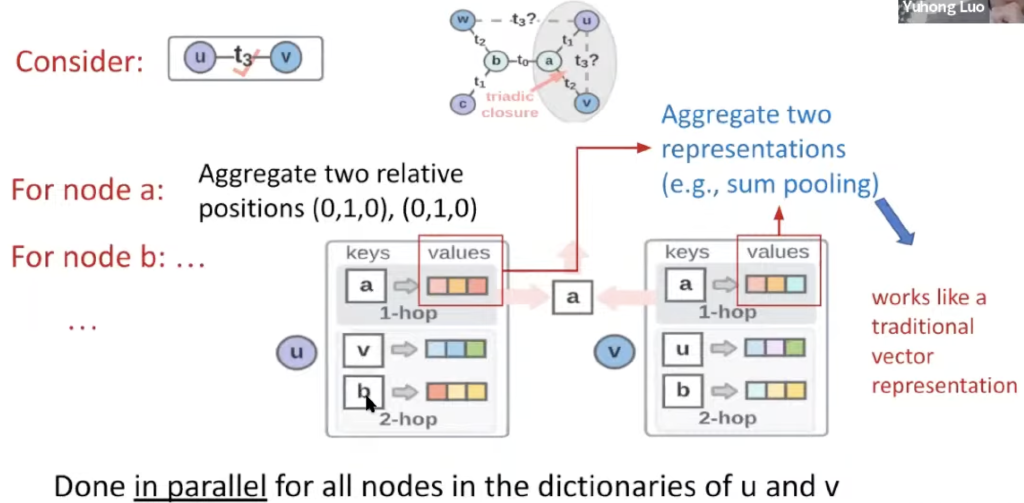 Yuhong Luo
Consider:
u t3 v
w t3? u
t2 t1
b t0 a t3?
t1 t2
c triadic v
closure
Aggregate two
representations
(e.g., sum pooling)
For node a:
Aggregate two relative
positions (0,1,0), (0,1,0)
For node b: ...
...
keys values
a
1-hop
u
v
b
2-hop
a
keys values
a
1-hop
v
u
b
2-hop
works like a
traditional
vector
representation
Done in parallel for all nodes in the dictionaries of u and v